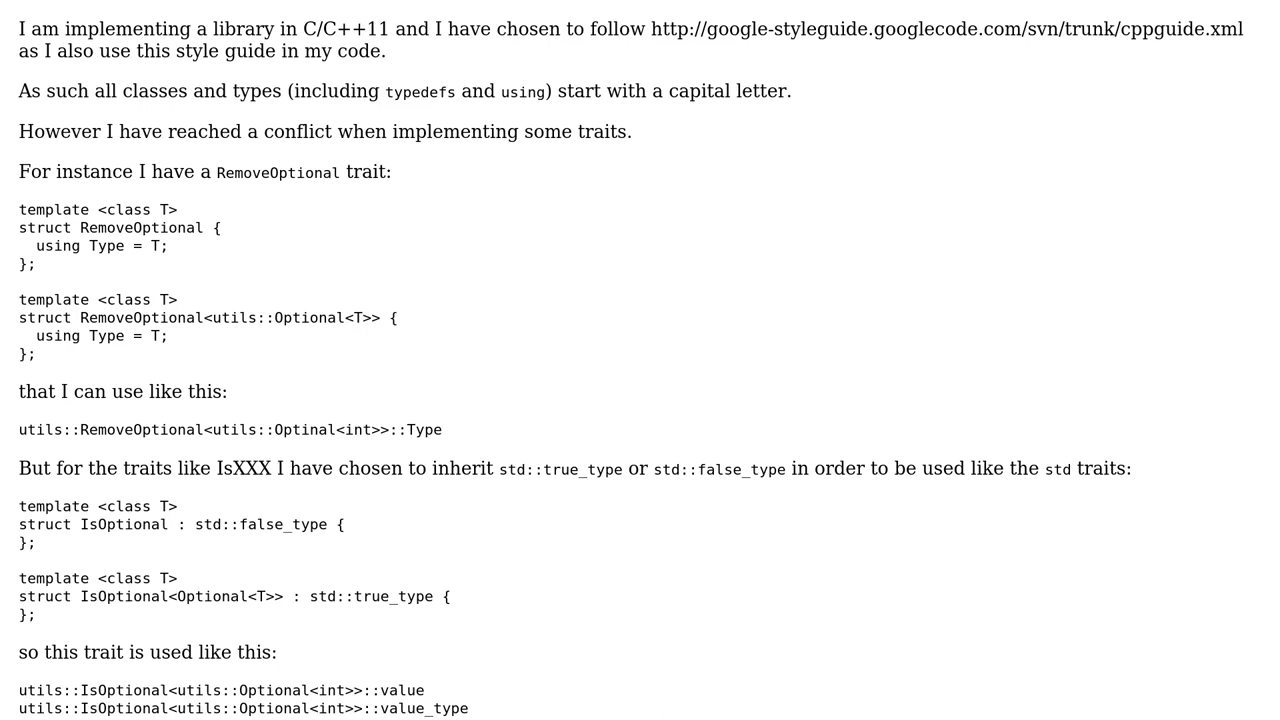 I am implementing a library in C/C++11 and I have chosen to follow http://google-styleguide.googlecode.com/svn/trunk/cppguide.xml
as I also use this style guide in my code.
As such all classes and types (including typedefs and using) start with a capital letter.
However I have reached a conflict when implementing some traits.
For instance I have a RemoveOptional trait:
template <class T>
struct RemoveOptional {
  using Type = T;
};
template <class T>
struct RemoveOptional<utils::Optional<T>> {
  using Type = T;
};
that I can use like this:
utils::RemoveOptional<utils::Optinal<int>>::Type
But for the traits like IsXXX I have chosen to inherit std::true_type or std::false_type in order to be used like the std traits:
template <class T>
struct IsOptional : std::false_type {
};
template <class T>
struct IsOptional<Optional<T>> : std::true_type {
};
so this trait is used like this:
utils::IsOptional<utils::Optional<int>>::value
utils::IsOptional<utils::Optional<int>>::value_type